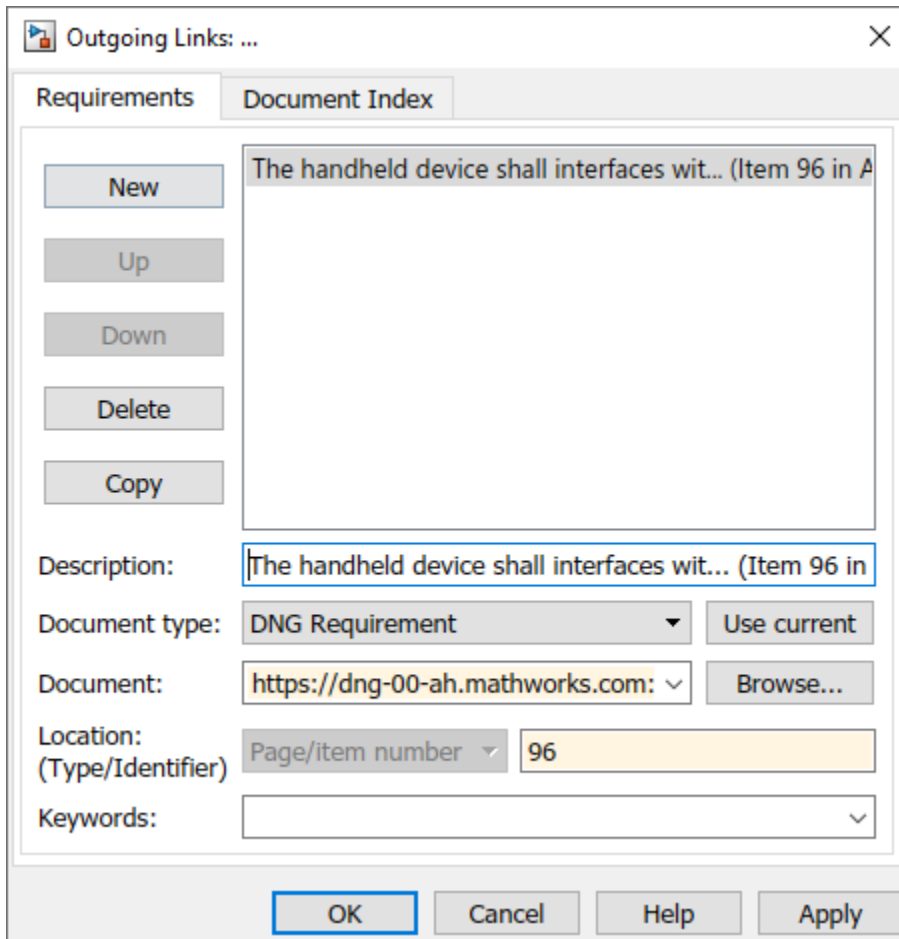 Outgoing Links: ...
Requirements
Document Index
New
The handheld device shall interfaces wit... (Item 96 in A
Up
Down
Delete
Copy
Description:
The handheld device shall interfaces wit... (Item 96 in
Document type:
DNG Requirement
Use current
Document:
https://dng-00-ah.mathworks.com:
Browse...
Location:
(Type/Identifier)
Page/item number
96
Keywords:
OK
Cancel
Help
Apply